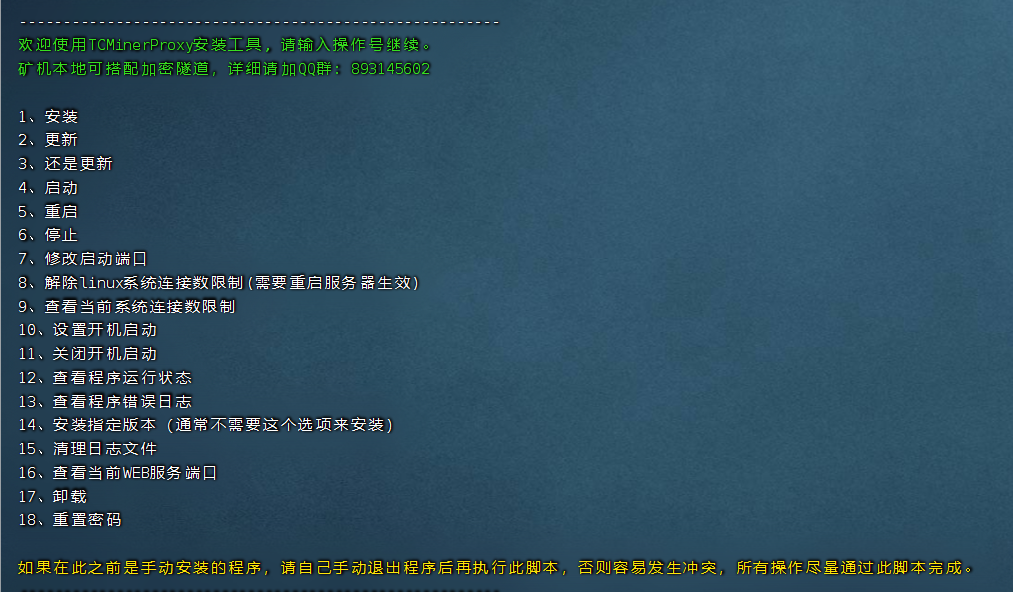 ------------------------------------------------------
欢迎使用TCMinerProxy安装工具, 请输入操作号继续。
矿机本地可搭配加密隧道, 详细请加QQ群: 893145602
1、安装
2、更新
3、还是更新
4、启动
5、重启
6、停止
7、修改启动端口
8、解除linux系统连接数限制(需要重启服务器生效)
9、查看当前系统连接数限制
10、设置开机启动
11、关闭开机启动
12、查看程序运行状态
13、查看程序错误日志
14、安装指定版本 (通常不需要这个选项来安装)
15、清理日志文件
16、查看当前WEB服务端口
17、卸载
18、重置密码
如果在此之前是手动安装的程序, 请自己手动退出程序后再执行此脚本, 否则容易发生冲突, 所有操作尽量通过此脚本完成。
------------------------------------------------------